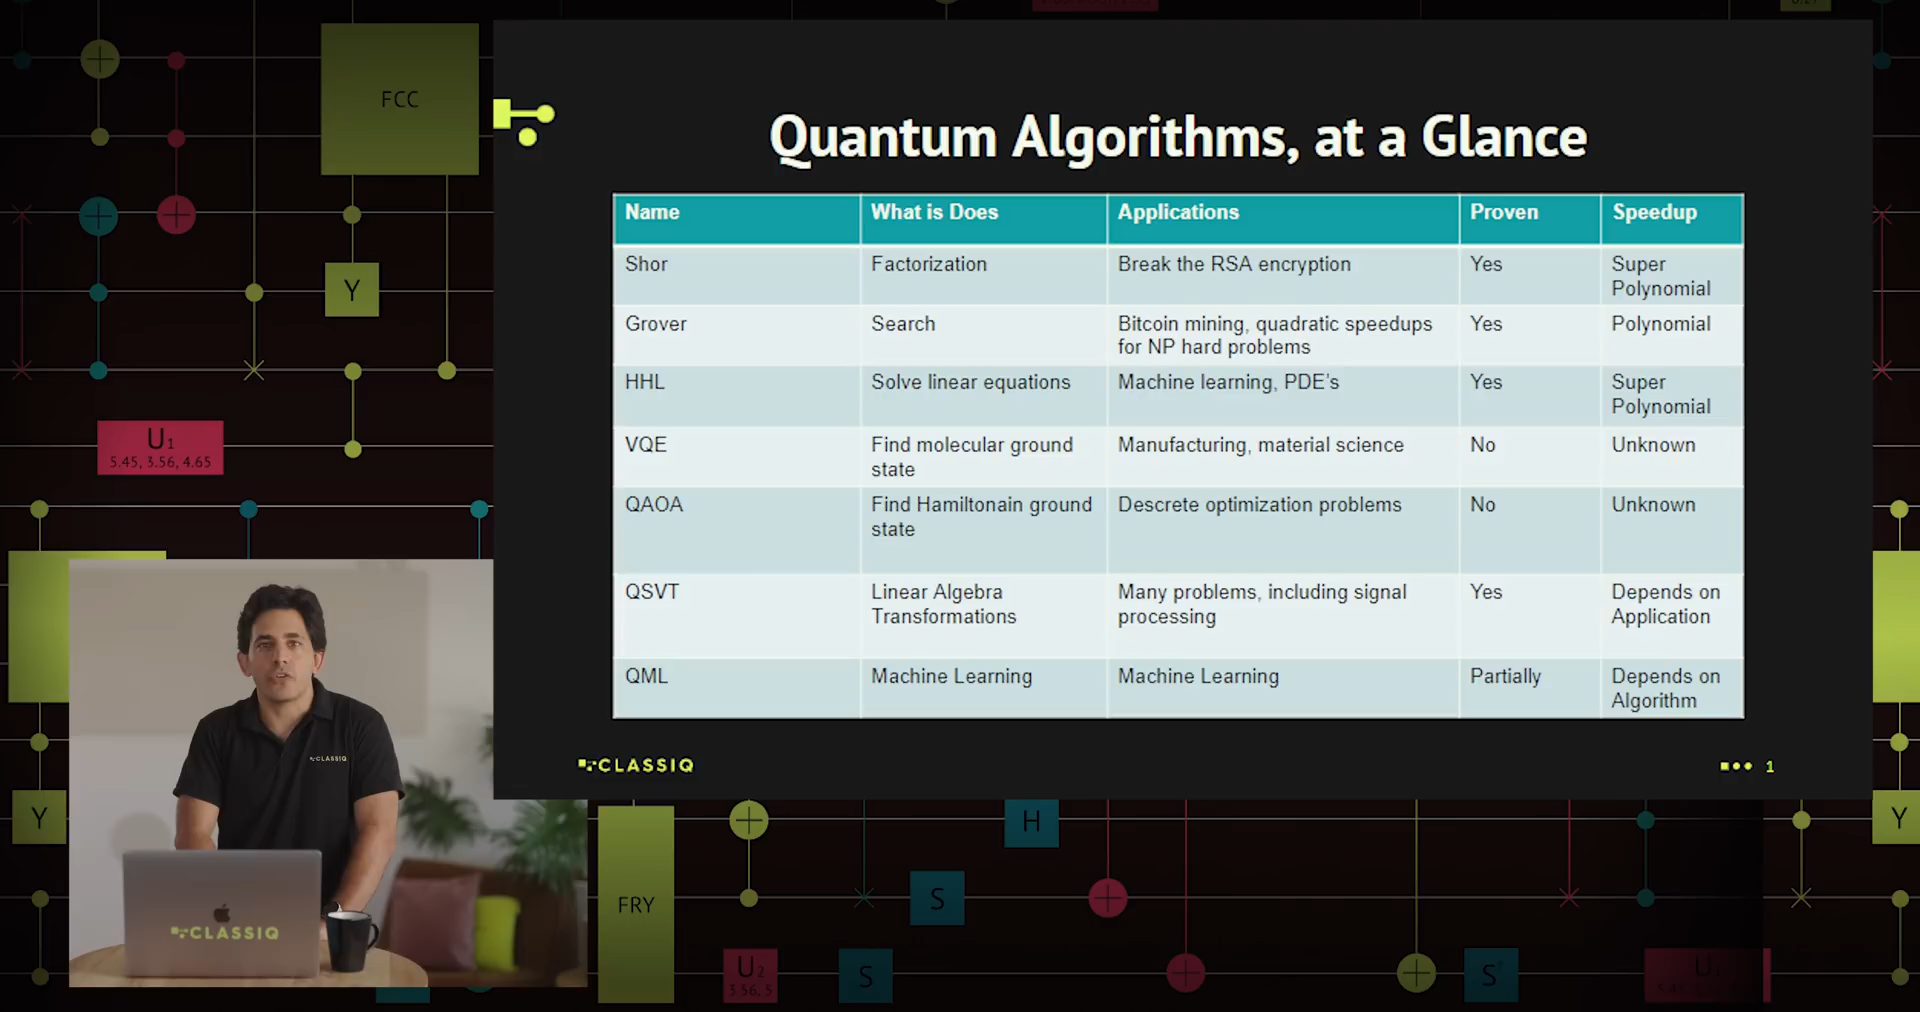 FCC
Quantum Algorithms, at a Glance
Name What is Does Applications Proven Speedup
Shor Factorization Break the RSA encryption Yes Super
Polynomial
Grover Search Bitcoin mining, quadratic speedups Yes Polynomial
for NP hard problems
HHL Solve linear equations Machine learning, PDE's Yes Super
Polynomial
VQE Find molecular ground Manufacturing, material science No Unknown
state
QAOA Find Hamiltonain ground Descrete optimization problems No Unknown
state
QSVT Linear Algebra Many problems, including signal Yes Depends on
Transformations processing Application
QML Machine Learning Machine Learning Partially Depends on
Algorithm
CLASSIQ 1
Y
U1
5.45, 3.56, 4.65
CLASSIQ
CLASSIQ
Y
FRY
H
S
S
U2
3.56, 5
S
Y